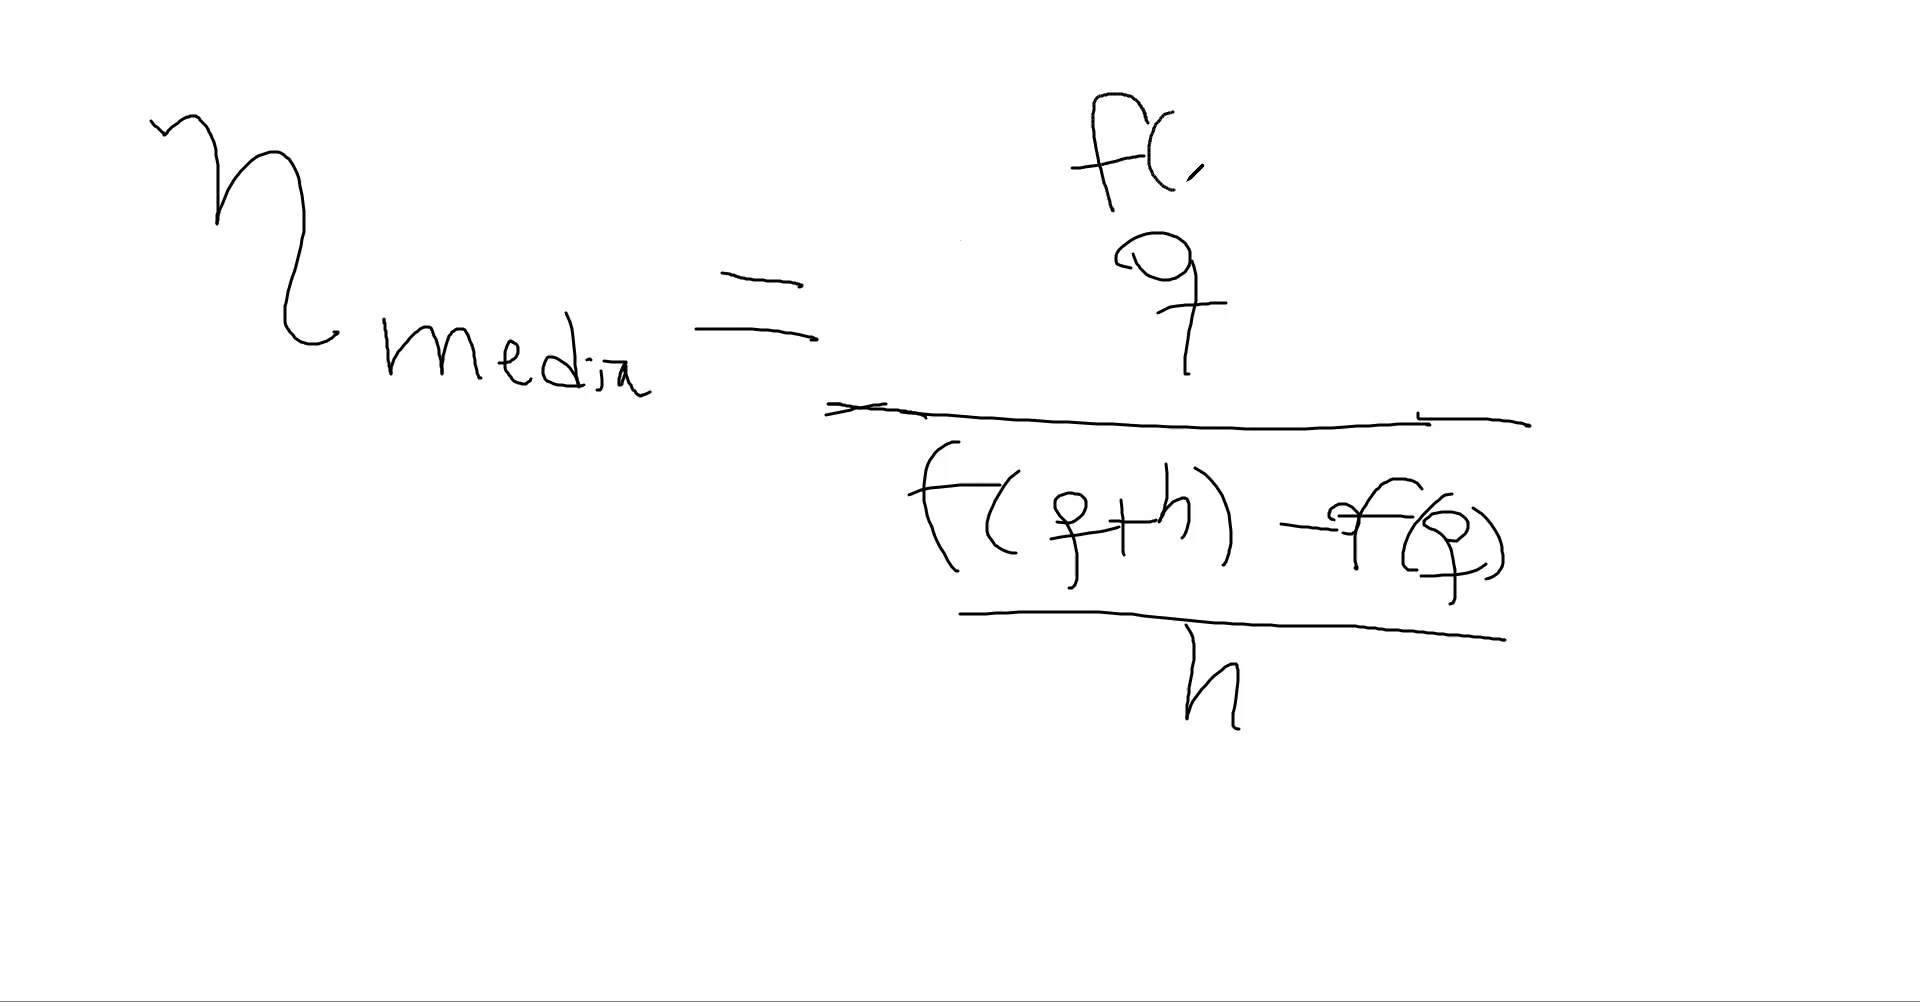 f(
η media = q
f(q+h) - f(q)
h